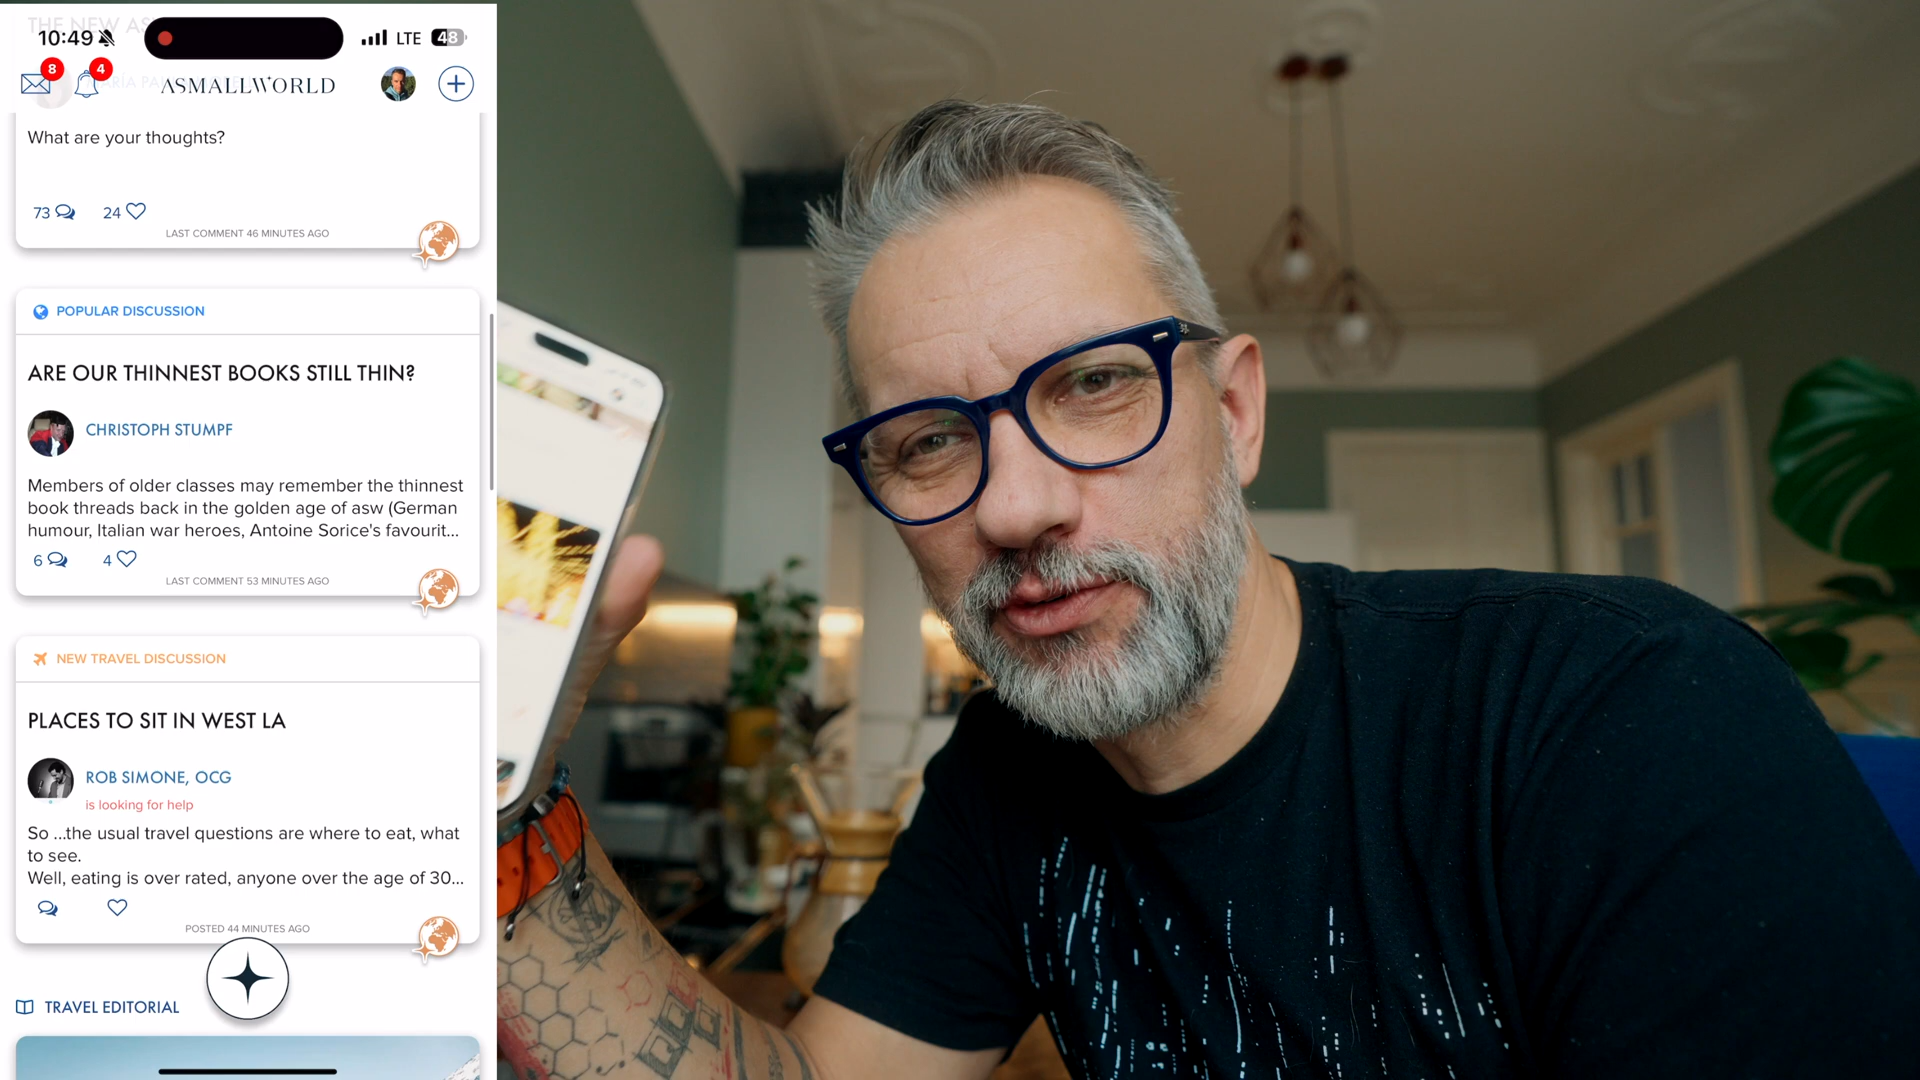 THE NEW AS
10:49
LTE
48
8
4
ARÍA PA
ASMALLWORLD
What are your thoughts?
73
24
LAST COMMENT 46 MINUTES AGO
POPULAR DISCUSSION
ARE OUR THINNEST BOOKS STILL THIN?
CHRISTOPH STUMPF
Members of older classes may remember the thinnest
book threads back in the golden age of asw (German
humour, Italian war heroes, Antoine Sorice's favourit...
6
4
LAST COMMENT 53 MINUTES AGO
NEW TRAVEL DISCUSSION
PLACES TO SIT IN WEST LA
ROB SIMONE, OCG
is looking for help
So ...the usual travel questions are where to eat, what
to see.
Well, eating is over rated, anyone over the age of 30...
POSTED 44 MINUTES AGO
TRAVEL EDITORIAL